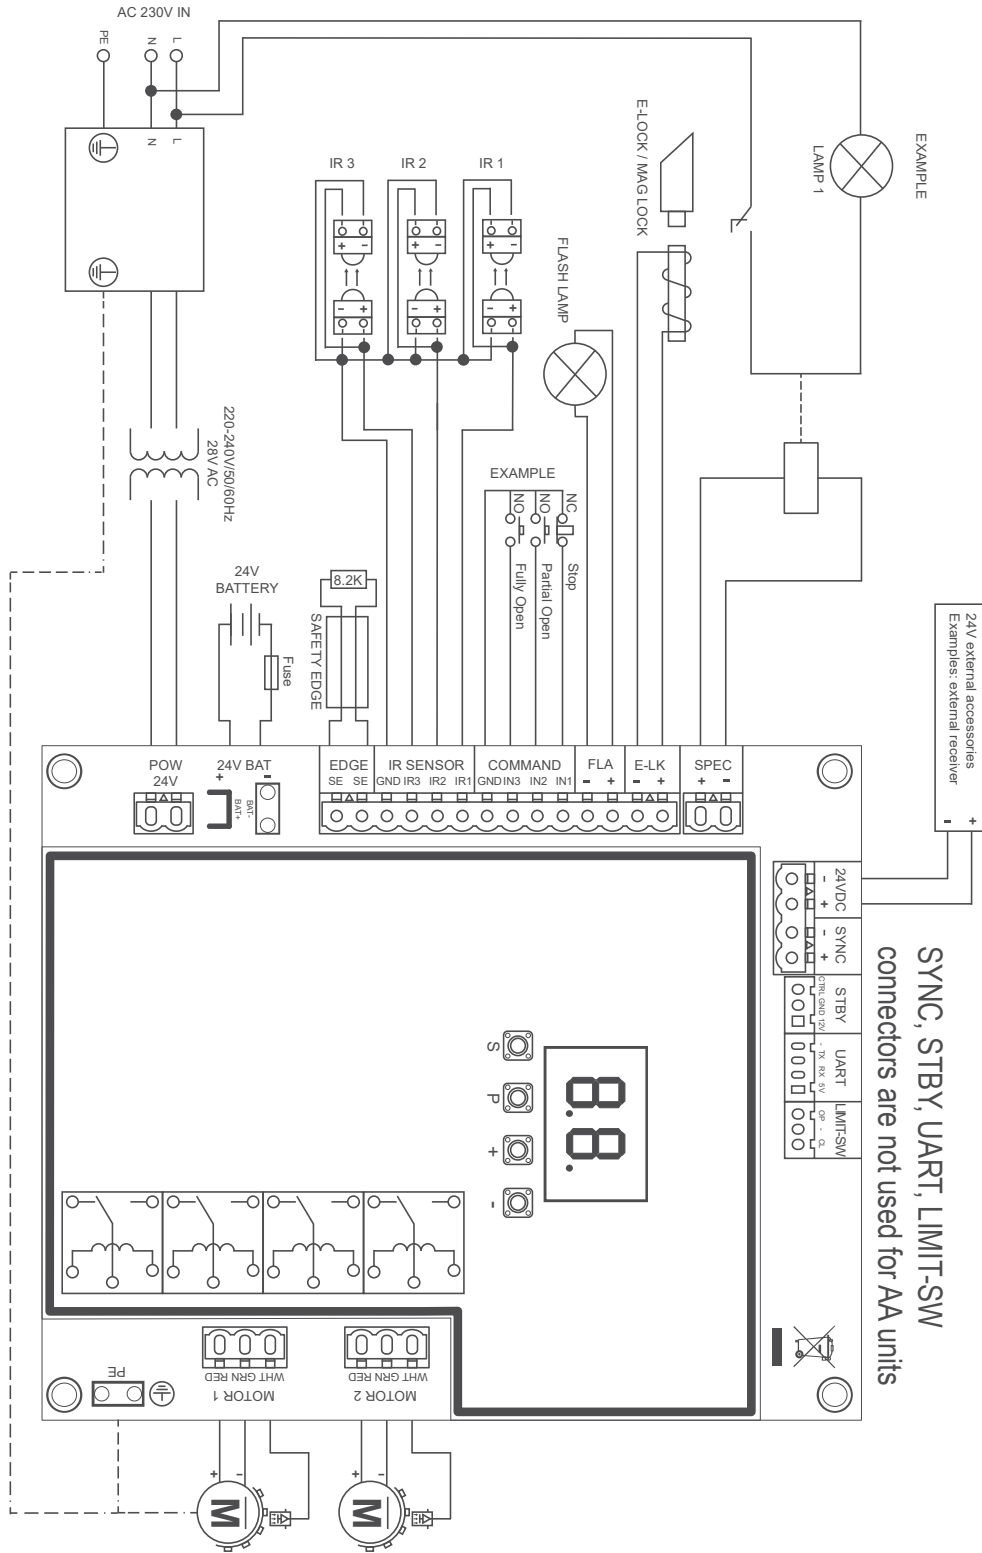 AC 230V IN
PE
N
L
N
L
EXAMPLE
LAMP 1
E-LOCK / MAG LOCK
IR 3
IR 2
IR 1
+ -
+ -
+ -
- +
- +
- +
FLASH LAMP
220-240V/50/60Hz
28V AC
EXAMPLE
NO
NO
NC
Fully Open
Partial Open
Stop
24V
BATTERY
Fuse
8.2K
SAFETY EDGE
24V external accessories
Examples: external receiver
- +
POW
24V
24V BAT
+ -
BAT+
BAT-
EDGE
SE SE
IR SENSOR
GND IR3 IR2 IR1
COMMAND
GND IN3 IN2 IN1
FLA
- +
E-LK
- +
SPEC
+ -
24VDC
- +
SYNC
- +
STBY
CTRL GND 12V
UART
- TX RX 5V
LIMIT-SW
OP - CL
SYNC, STBY, UART, LIMIT-SW
connectors are not used for AA units
S
P
+
-
8.8.
PE
WHT GRN RED
MOTOR 1
WHT GRN RED
MOTOR 2
+ -
M
+ -
M